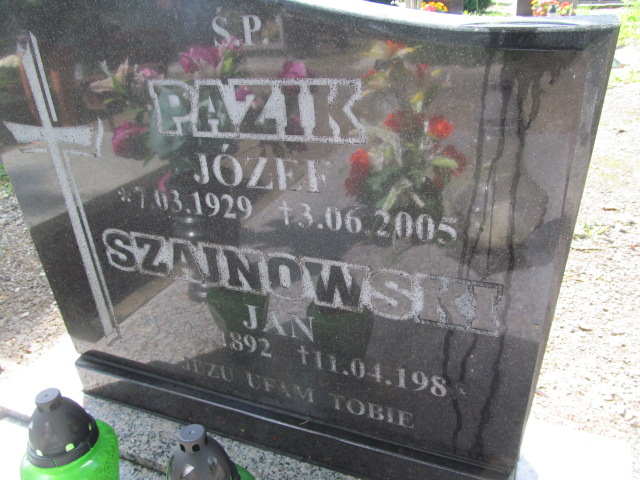 Ś.P.
PAZIK
JÓZEF
*7.03.1929 †3.06.2005
SZAJNOWSKI
JAN
1892 †11.04.198
UFAM TOBIE